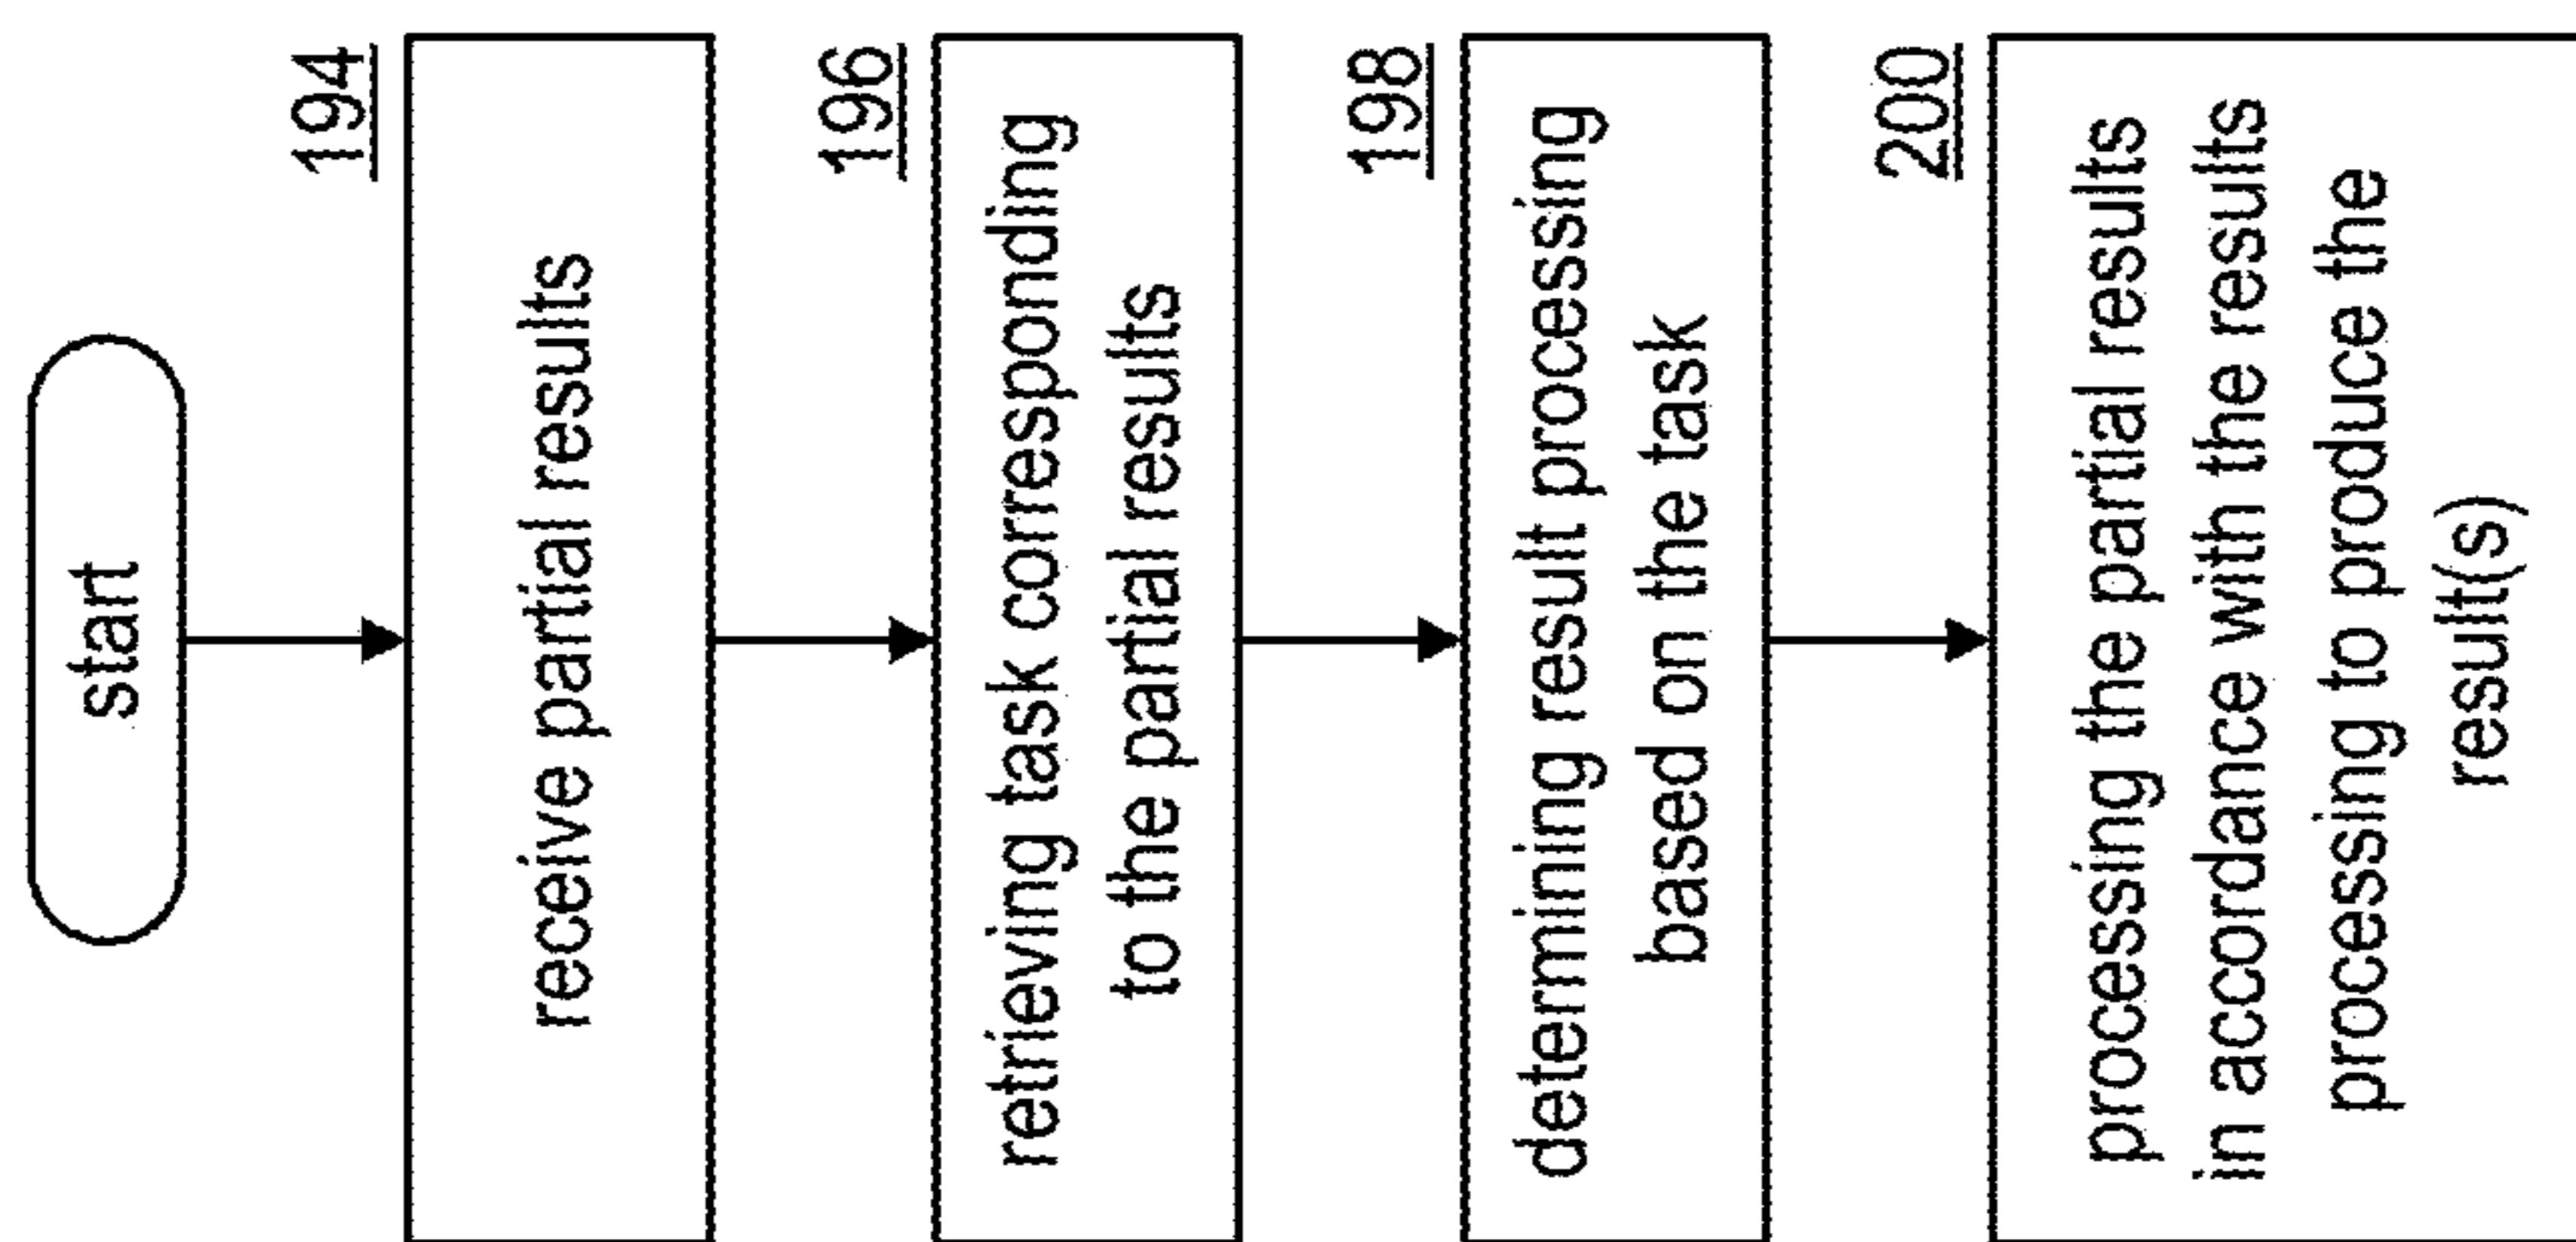 start
194
receive partial results
196
retrieving task corresponding
to the partial results
198
determining result processing
based on the task
200
processing the partial results
in accordance with the results
processing to produce the
result(s)